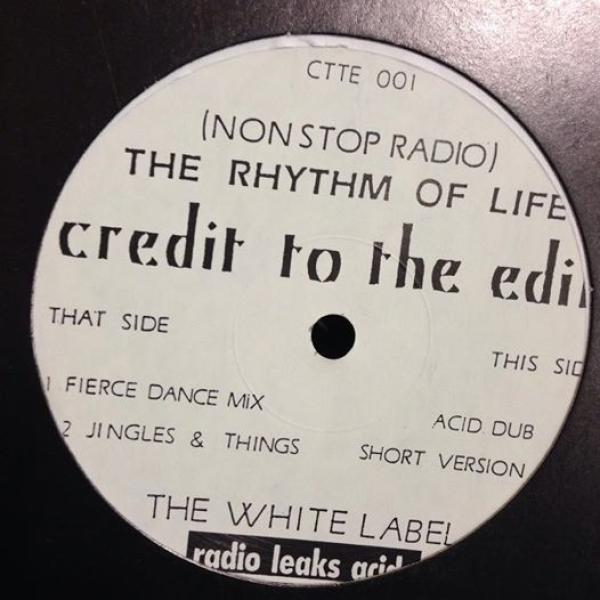 CTTE 001
(NON STOP RADIO)
THE RHYTHM OF LIFE
credit to the edi
THAT SIDE
THIS SID
1 FIERCE DANCE MiX
ACID. DUB
2 JINGLES & THINGS
SHORT VERSION
THE WHITE LABEL
radio leaks acid